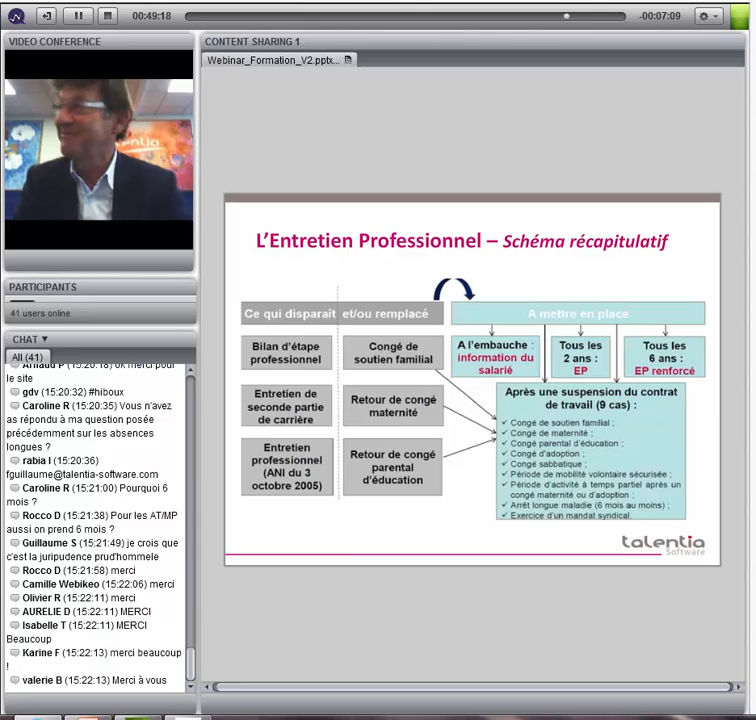 00:49:18
-00:07:09
VIDEO CONFERENCE
CONTENT SHARING 1
Webinar_Formation_V2.pptx...
PARTICIPANTS
41 users online
CHAT
All (41)
Arnaud P (15:20:18) ok merci pour
le site
gdv (15:20:32) #hiboux
Caroline R (15:20:35) Vous n'avez
as répondu à ma question posée
précédemment sur les absences
longues ?
rabia I (15:20:36)
fguillaume@talentia-software.com
Caroline R (15:21:00) Pourquoi 6
mois ?
Rocco D (15:21:38) Pour les AT/MP
aussi on prend 6 mois ?
Guillaume S (15:21:49) je crois que
c'est la juripudence prud'hommele
Rocco D (15:21:58) merci
Camille Webikeo (15:22:06) merci
Olivier R (15:22:11) merci
AURELIE D (15:22:11) MERCI
Isabelle T (15:22:11) MERCI
Beaucoup
Karine F (15:22:13) merci beaucoup
!
valerie B (15:22:13) Merci à vous
L'Entretien Professionnel – Schéma récapitulatif
Ce qui disparaît et/ou remplacé
A mettre en place
Bilan d'étape
professionnel
Congé de
soutien familial
A l'embauche :
information du
salarié
Tous les
2 ans :
EP
Tous les
6 ans :
EP renforcé
Entretien de
seconde partie
de carrière
Retour de congé
maternité
Entretien
professionnel
(ANI du 3
octobre 2005)
Retour de congé
parental
d'éducation
Après une suspension du contrat
de travail (9 cas) :
✓ Congé de soutien familial ;
✓ Congé de maternité ;
✓ Congé parental d'éducation ;
✓ Congé d'adoption ;
✓ Congé sabbatique ;
✓ Période de mobilité volontaire sécurisée ;
✓ Période d'activité à temps partiel après un
congé maternité ou d'adoption ;
✓ Arrêt longue maladie (6 mois au moins) ;
✓ Exercice d'un mandat syndical.
talentia
Software